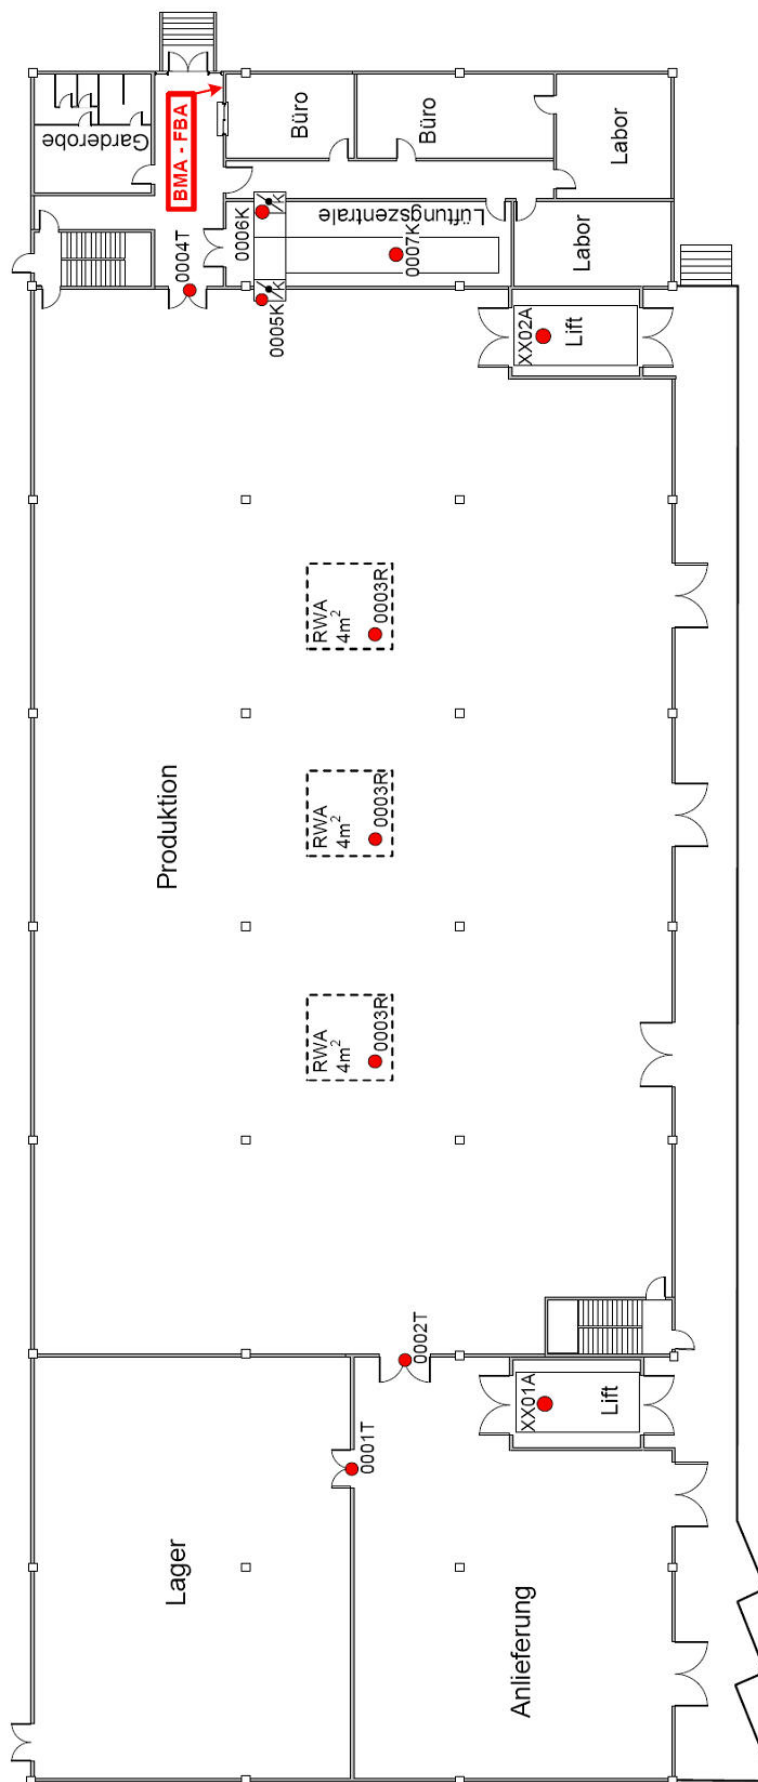 Garderobe
BMA - FBA
Büro
Büro
Labor
0004T
0006K
K
Lüftungszentrale
0007K
Labor
0005K
K
XX02A
Lift
RWA
4m²
0003R
Produktion
RWA
4m²
0003R
RWA
4m²
0003R
0002T
XX01A
Lift
0001T
Lager
Anlieferung